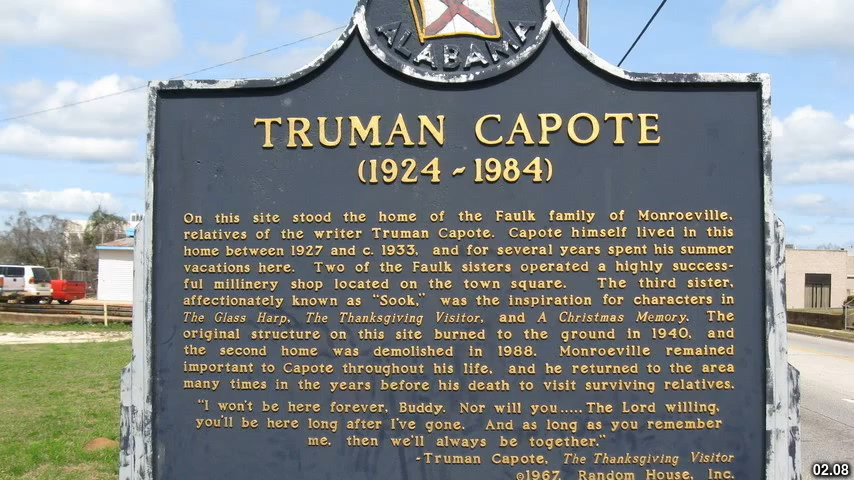 ALABAMA
TRUMAN CAPOTE
(1924 ~ 1984)
On this site stood the home of the Faulk family of Monroeville,
relatives of the writer Truman Capote. Capote himself lived in this
home between 1927 and c. 1933, and for several years spent his summer
vacations here. Two of the Faulk sisters operated a highly success-
ful millinery shop located on the town square. The third sister,
affectionately known as "Sook," was the inspiration for characters in
The Glass Harp, The Thanksgiving Visitor, and A Christmas Memory. The
original structure on this site burned to the ground in 1940, and
the second home was demolished in 1988. Monroeville remained
important to Capote throughout his life, and he returned to the area
many times in the years before his death to visit surviving relatives.
"I won't be here forever, Buddy. Nor will you.....The Lord willing,
you'll be here long after I've gone. And as long as you remember
me, then we'll always be together."
-Truman Capote, The Thanksgiving Visitor
©1967, Random House, Inc.
02.08